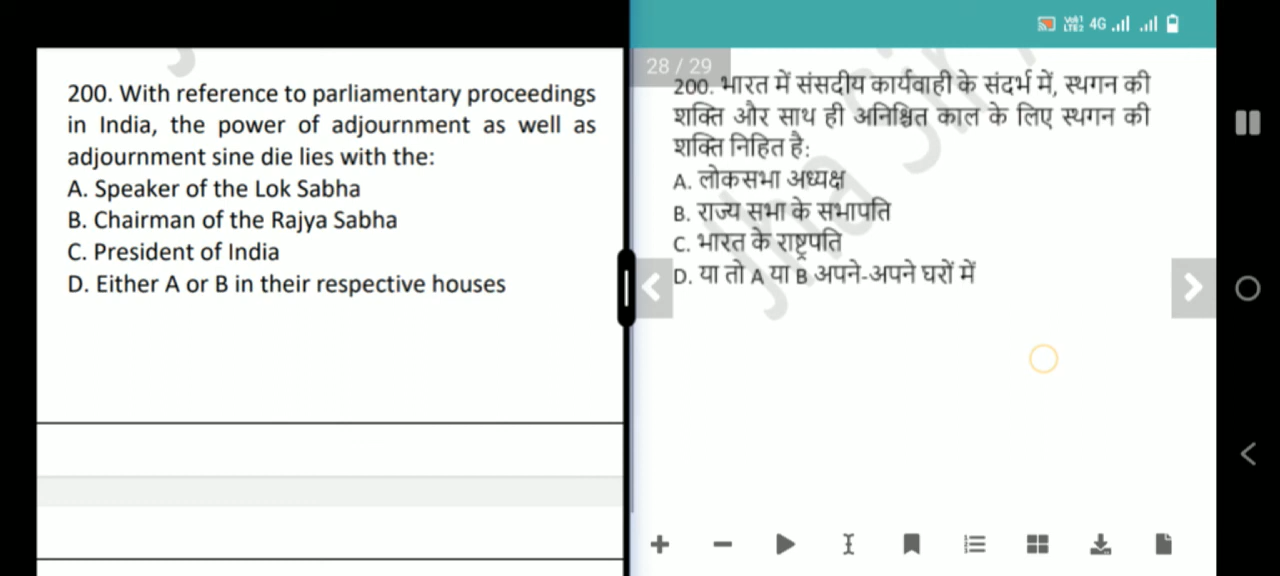 200. With reference to parliamentary proceedings
in India, the power of adjournment as well as
adjournment sine die lies with the:
A. Speaker of the Lok Sabha
B. Chairman of the Rajya Sabha
C. President of India
D. Either A or B in their respective houses
4G
28 / 29
200. भारत में संसदीय कार्यवाही के संदर्भ में, स्थगन की
शक्ति और साथ ही अनिश्चित काल के लिए स्थगन की
शक्ति निहित है:
A. लोकसभा अध्यक्ष
B. राज्य सभा के सभापति
C. भारत के राष्ट्रपति
D. या तो A या B अपने-अपने घरों में